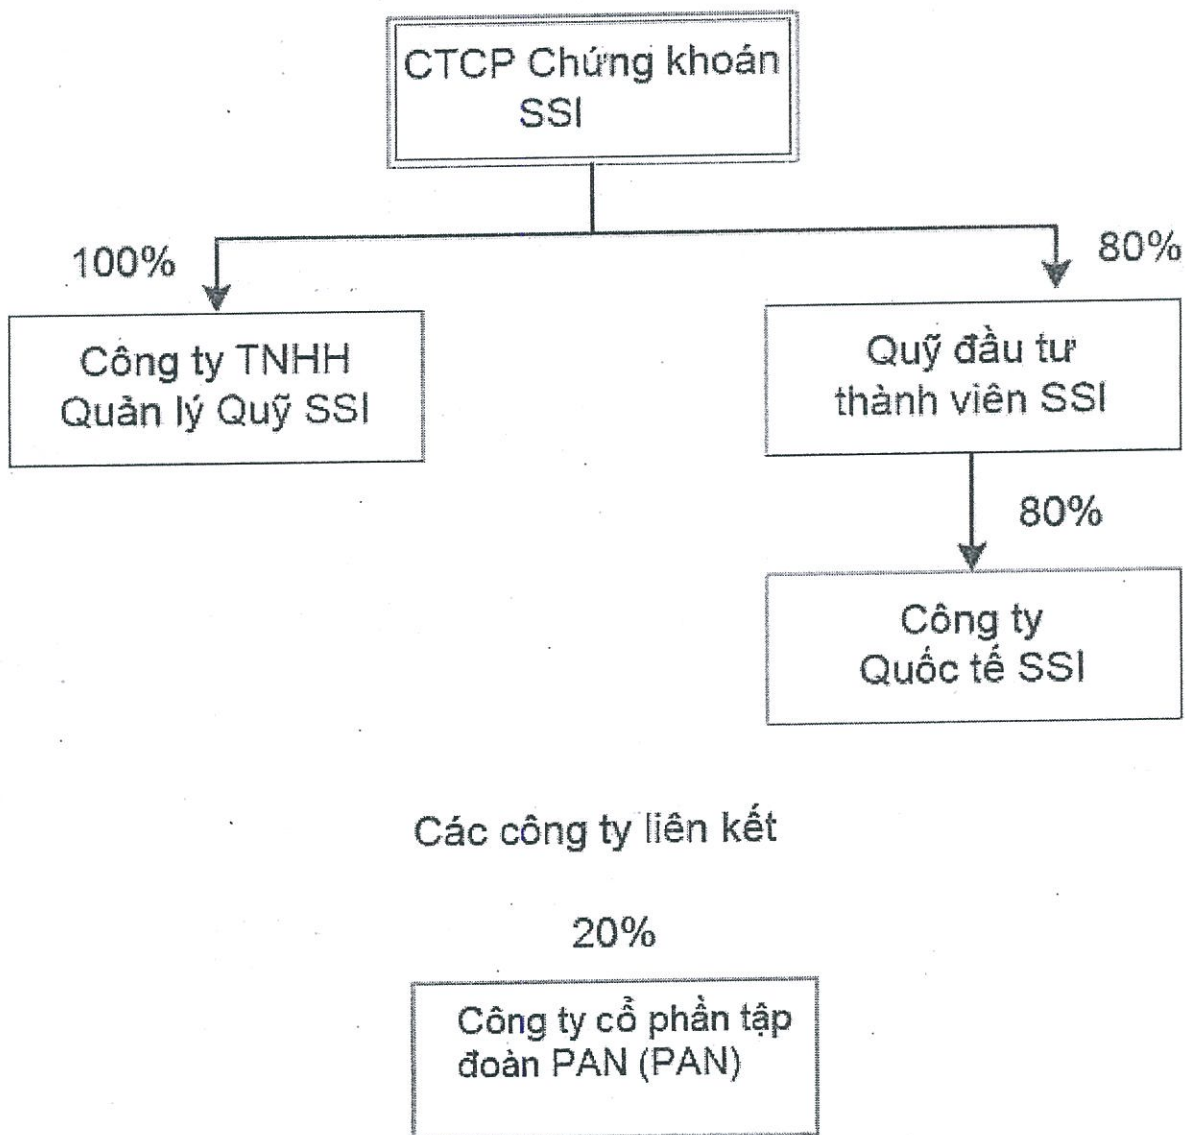 CTCP Chứng khoán
SSI
100%
80%
Công ty TNHH
Quản lý Quỹ SSI
Quỹ đầu tư
thành viên SSI
80%
Công ty
Quốc tế SSI
Các công ty liên kết
20%
Công ty cổ phần tập
đoàn PAN (PAN)